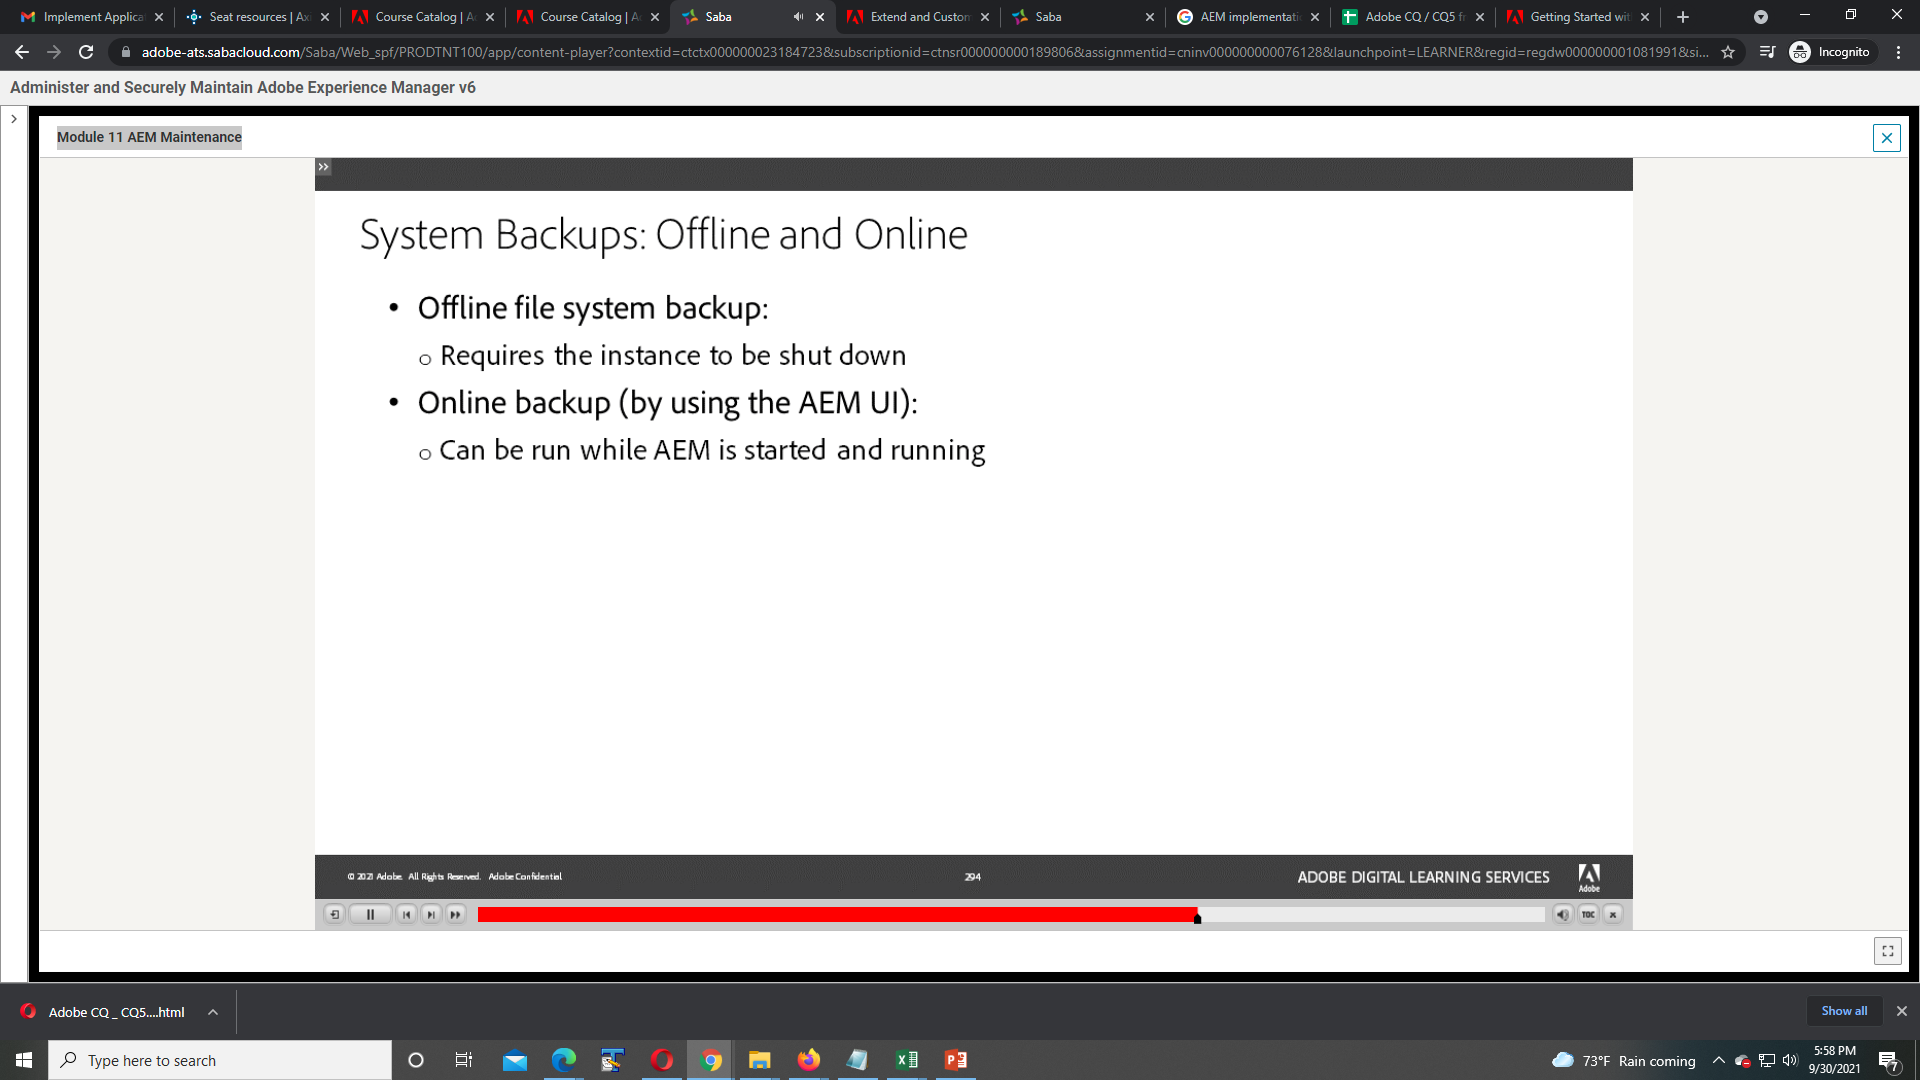 Implement Applica
Seat resources | Ax
Course Catalog | A
Course Catalog | A
Saba
Extend and Custom
Saba
AEM implementati
Adobe CQ / CQ5 fr
Getting Started wit
adobe-ats.sabacloud.com/Saba/Web_spf/PRODTNT100/app/content-player?contextid=ctctx000000023184723&subscriptionid=ctnsr000000000189806&assignmentid=cninv000000000076128&launchpoint=LEARNER&regid=regdw000000001081991&si...
Incognito
Administer and Securely Maintain Adobe Experience Manager v6
Module 11 AEM Maintenance
System Backups: Offline and Online
• Offline file system backup:
o Requires the instance to be shut down
• Online backup (by using the AEM UI):
o Can be run while AEM is started and running
© 2021 Adobe. All Rights Reserved. Adobe Confidential
294
ADOBE DIGITAL LEARNING SERVICES
Adobe
TOC
Adobe CQ _ CQ5....html
Show all
Type here to search
73°F Rain coming
5:58 PM
9/30/2021
7